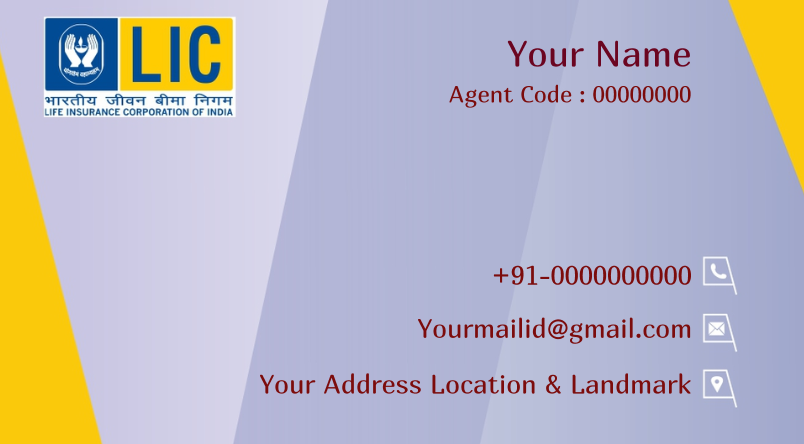 LIC
भारतीय जीवन बीमा निगम
LIFE INSURANCE CORPORATION OF INDIA
Your Name
Agent Code : 00000000
+91-0000000000
Yourmailid@gmail.com
Your Address Location & Landmark